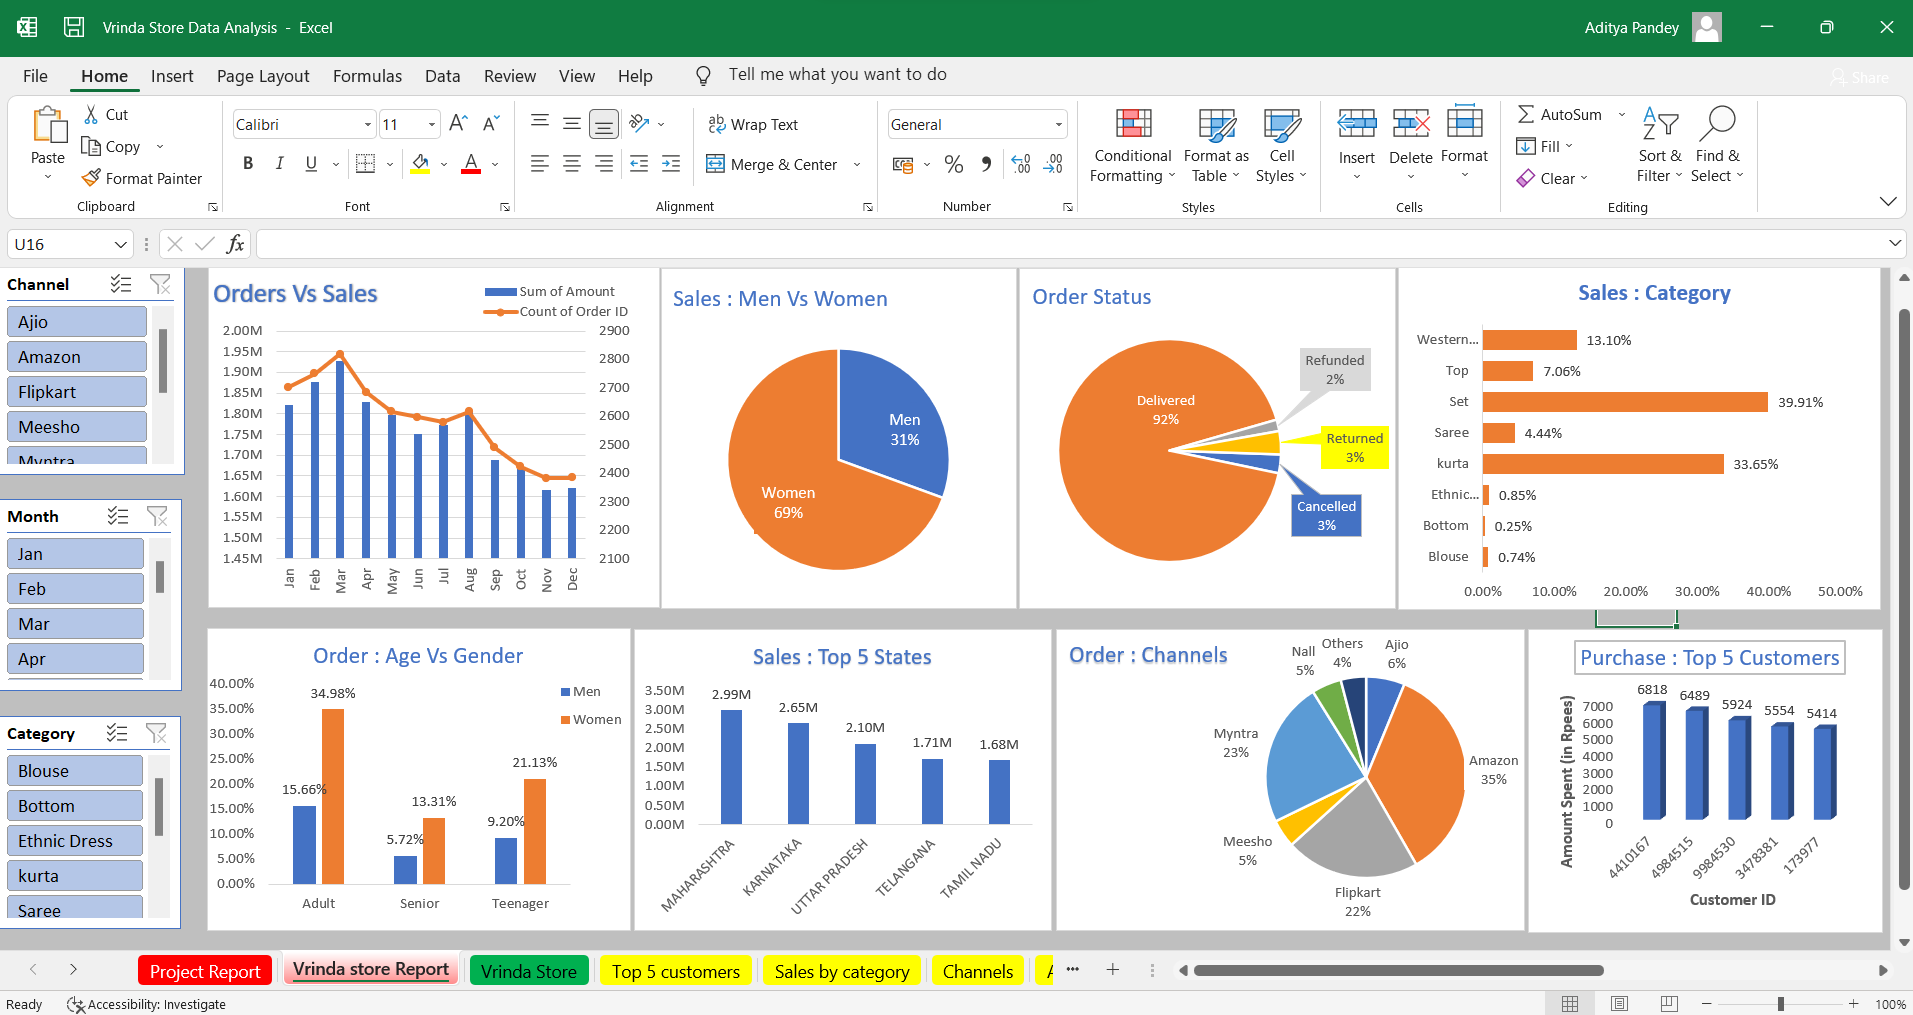 Vrinda Store Data Analysis - Excel
Aditya Pandey
File Home Insert Page Layout Formulas Data Review View Help Tell me what you want to do Share
Paste
Cut
Copy
Format Painter
Clipboard
Calibri 11
B I U
Font
Wrap Text
Merge & Center
Alignment
General
Number
Conditional Formatting
Format as Table
Cell Styles
Styles
Insert Delete Format
Cells
AutoSum
Fill
Clear
Sort & Filter
Find & Select
Editing
U16
fx
Channel
Ajio
Amazon
Flipkart
Meesho
Myntra
Month
Jan
Feb
Mar
Apr
Category
Blouse
Bottom
Ethnic Dress
kurta
Saree
Orders Vs Sales
Sum of Amount
Count of Order ID
2.00M
1.95M
1.90M
1.85M
1.80M
1.75M
1.70M
1.65M
1.60M
1.55M
1.50M
1.45M
2900
2800
2700
2600
2500
2400
2300
2200
2100
Jan Feb Mar Apr May Jun Jul Aug Sep Oct Nov Dec
Sales : Men Vs Women
Men
31%
Women
69%
Order Status
Delivered
92%
Refunded
2%
Returned
3%
Cancelled
3%
Sales : Category
Western... 13.10%
Top 7.06%
Set 39.91%
Saree 4.44%
kurta 33.65%
Ethnic... 0.85%
Bottom 0.25%
Blouse 0.74%
0.00% 10.00% 20.00% 30.00% 40.00% 50.00%
Order : Age Vs Gender
Men
Women
40.00%
35.00%
30.00%
25.00%
20.00%
15.00%
10.00%
5.00%
0.00%
15.66% 34.98%
5.72% 13.31%
9.20% 21.13%
Adult Senior Teenager
Sales : Top 5 States
3.50M
3.00M
2.50M
2.00M
1.50M
1.00M
0.50M
0.00M
2.99M 2.65M 2.10M 1.71M 1.68M
MAHARASHTRA KARNATAKA UTTAR PRADESH TELANGANA TAMIL NADU
Order : Channels
Nall
5%
Others
4%
Ajio
6%
Myntra
23%
Amazon
35%
Meesho
5%
Flipkart
22%
Purchase : Top 5 Customers
Amount Spent (in Rpees)
7000
6000
5000
4000
3000
2000
1000
0
6818 6489 5924 5554 5414
4410167 4984515 9984530 3478381 173977
Customer ID
Project Report Vrinda store Report Vrinda Store Top 5 customers Sales by category Channels
Ready Accessibility: Investigate 100%